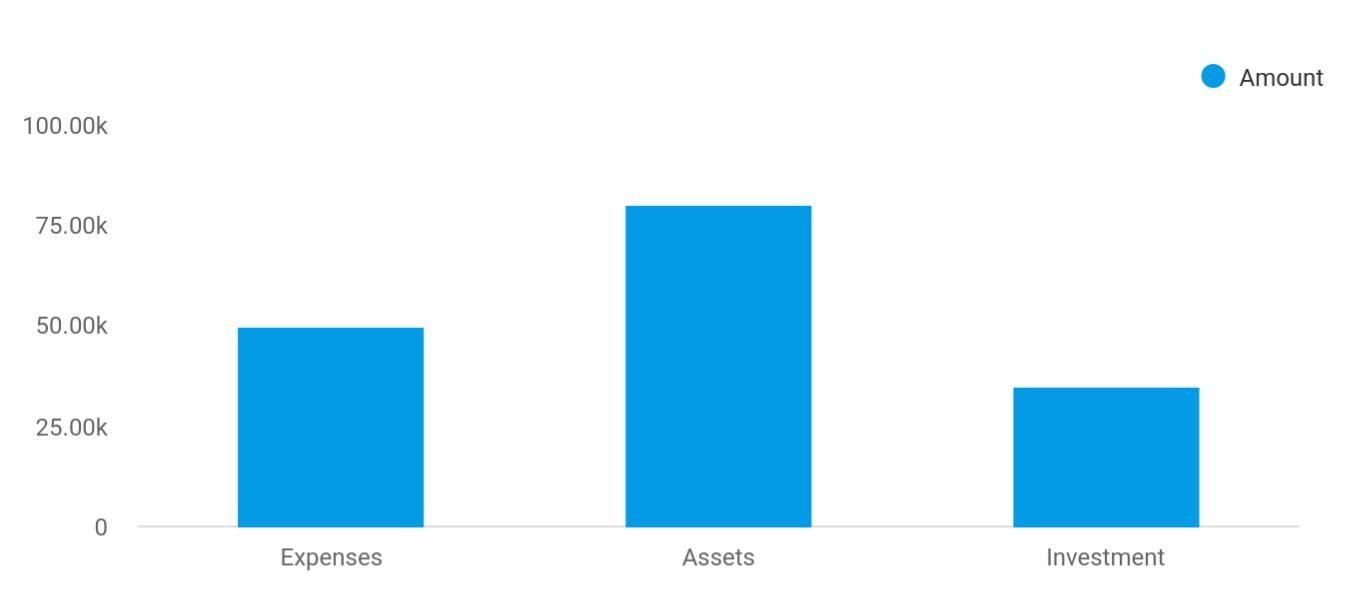 Amount
100.00k
75.00k
50.00k
25.00k
0
Expenses Assets Investment